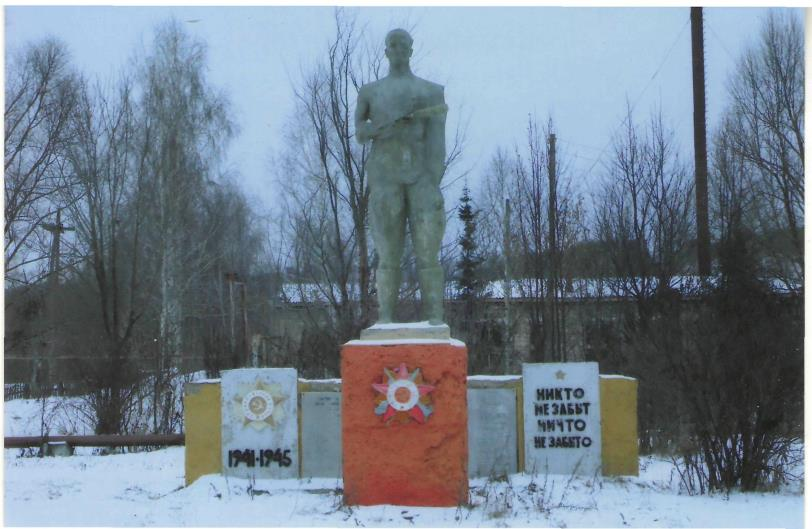 1941-1945
НИКТО
НЕ ЗАБЫТ
НИЧТО
НЕ ЗАБЫТО